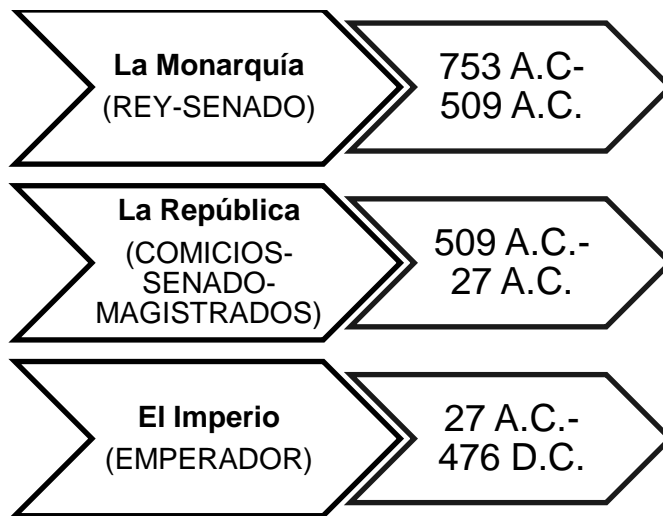 La Monarquía
(REY-SENADO)
753 A.C-
509 A.C.
La República
(COMICIOS-
SENADO-
MAGISTRADOS)
509 A.C.-
27 A.C.
El Imperio
(EMPERADOR)
27 A.C.-
476 D.C.